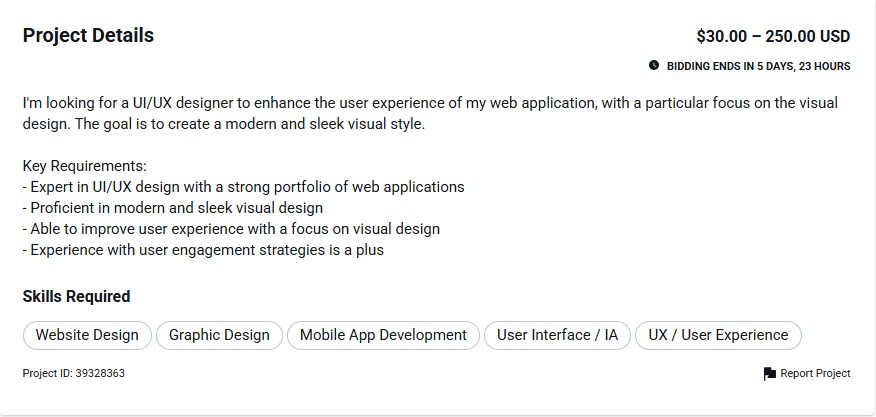 Project Details
$30.00 – 250.00 USD
BIDDING ENDS IN 5 DAYS, 23 HOURS
I'm looking for a UI/UX designer to enhance the user experience of my web application, with a particular focus on the visual
design. The goal is to create a modern and sleek visual style.
Key Requirements:
- Expert in UI/UX design with a strong portfolio of web applications
- Proficient in modern and sleek visual design
- Able to improve user experience with a focus on visual design
- Experience with user engagement strategies is a plus
Skills Required
Website Design Graphic Design Mobile App Development User Interface / IA UX / User Experience
Project ID: 39328363
Report Project